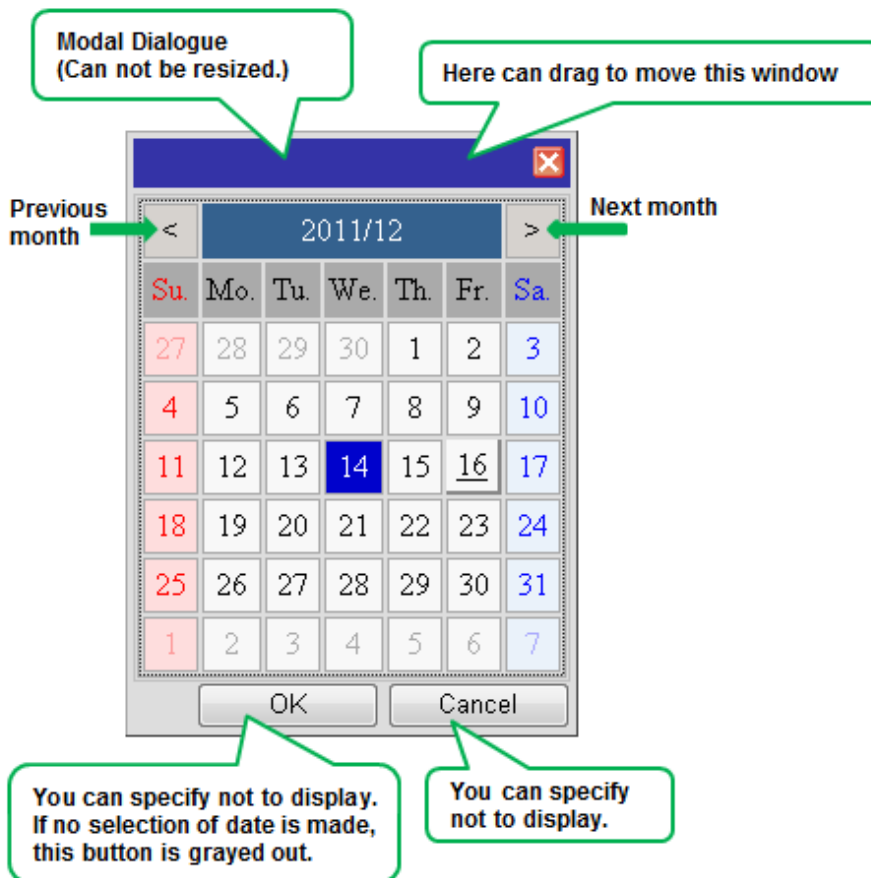 Modal Dialogue
(Can not be resized.)
Here can drag to move this window
Previous
month
Next month
< 2011/12 >
Su. Mo. Tu. We. Th. Fr. Sa.
27 28 29 30 1 2 3
4 5 6 7 8 9 10
11 12 13 14 15 16 17
18 19 20 21 22 23 24
25 26 27 28 29 30 31
1 2 3 4 5 6 7
OK Cancel
You can specify not to display.
If no selection of date is made,
this button is grayed out.
You can specify
not to display.